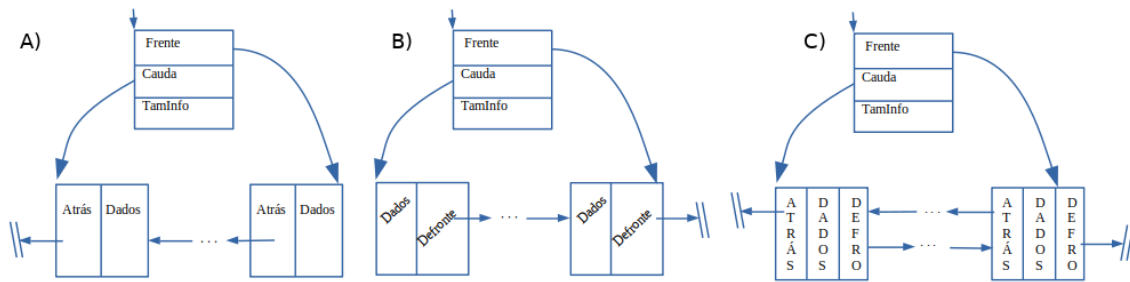 A)
Frente
Cauda
TamInfo
Atrás Dados
... 
Atrás Dados
B)
Frente
Cauda
TamInfo
Dados Defronte
...
Dados Defronte
C)
Frente
Cauda
TamInfo
ATRÁS DADOS DEFRO
...
...
ATRÁS DADOS DEFRO